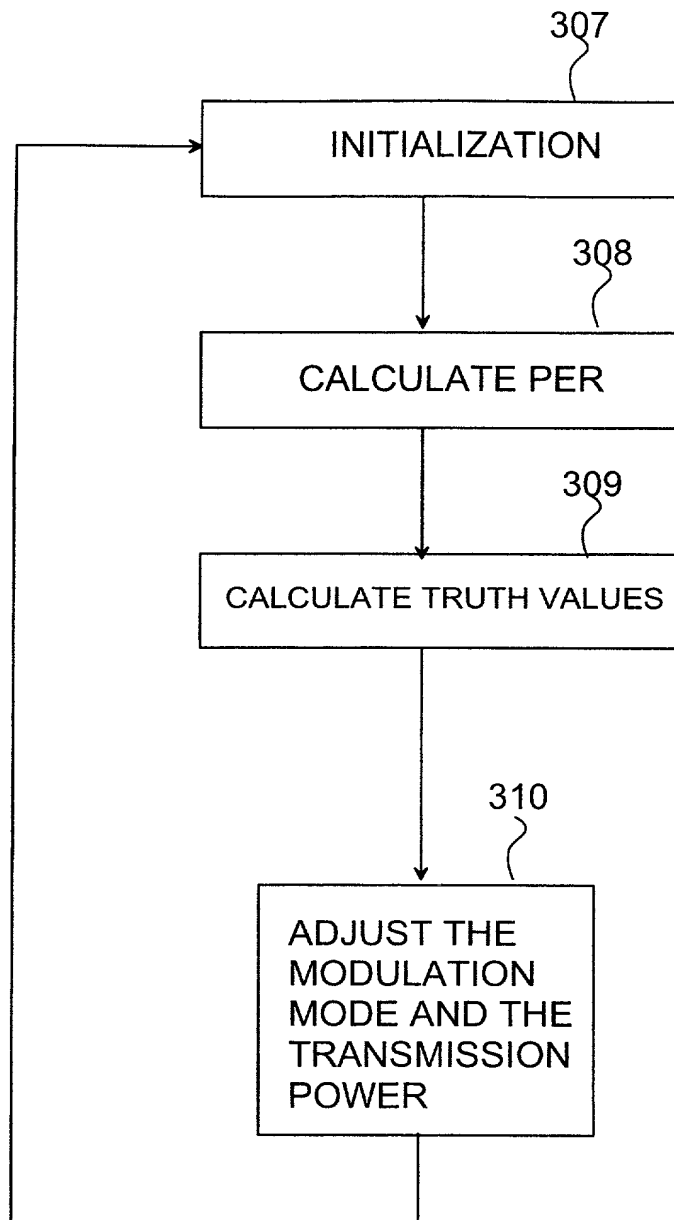 307
INITIALIZATION
308
CALCULATE PER
309
CALCULATE TRUTH VALUES
310
ADJUST THE
MODULATION
MODE AND THE
TRANSMISSION
POWER